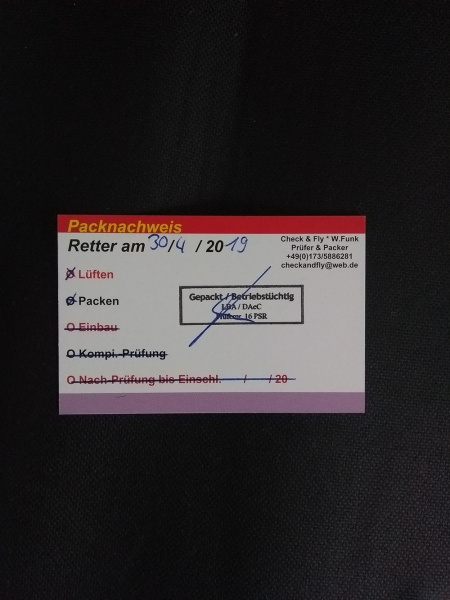 Packnachweis
Retter am 30/4 / 2019
Check & Fly * W.Funk
Prüfer & Packer
+49(0)173/5886281
checkandfly@web.de
O Lüften
O Packen
O Einbau
O Kompl.-Prüfung
O Nach-Prüfung bis Einschl. / / 20
Gepackt / Betriebstüchtig
LBA / DAeC
16 PSR